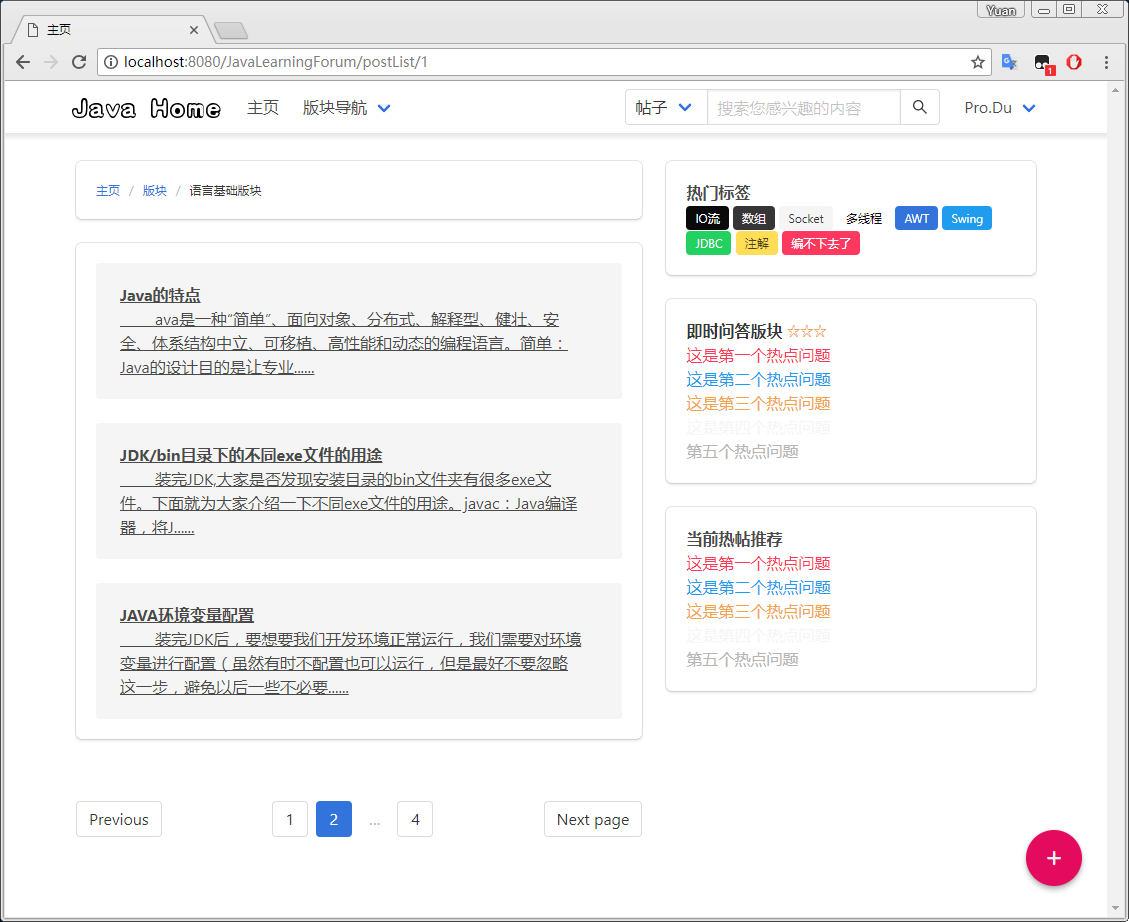 Yuan
主页
localhost:8080/JavaLearningForum/postList/1
1
Java Home 主页 版块导航 帖子 搜索您感兴趣的内容 Pro.Du
主页 / 版块 / 语言基础版块
Java的特点
ava是一种“简单”、面向对象、分布式、解释型、健壮、安
全、体系结构中立、可移植、高性能和动态的编程语言。简单：
Java的设计目的是让专业......
JDK/bin目录下的不同exe文件的用途
装完JDK,大家是否发现安装目录的bin文件夹有很多exe文
件。下面就为大家介绍一下不同exe文件的用途。javac：Java编译
器，将J......
JAVA环境变量配置
装完JDK后，要想要我们开发环境正常运行，我们需要对环境
变量进行配置（虽然有时不配置也可以运行，但是最好不要忽略
这一步，避免以后一些不必要......
Previous 1 2 ... 4 Next page
热门标签
IO流 数组 Socket 多线程 AWT Swing
JDBC 注解 编不下去了
即时问答版块 ☆☆☆
这是第一个热点问题
这是第二个热点问题
这是第三个热点问题
这是第四个热点问题
第五个热点问题
当前热帖推荐
这是第一个热点问题
这是第二个热点问题
这是第三个热点问题
这是第四个热点问题
第五个热点问题
+